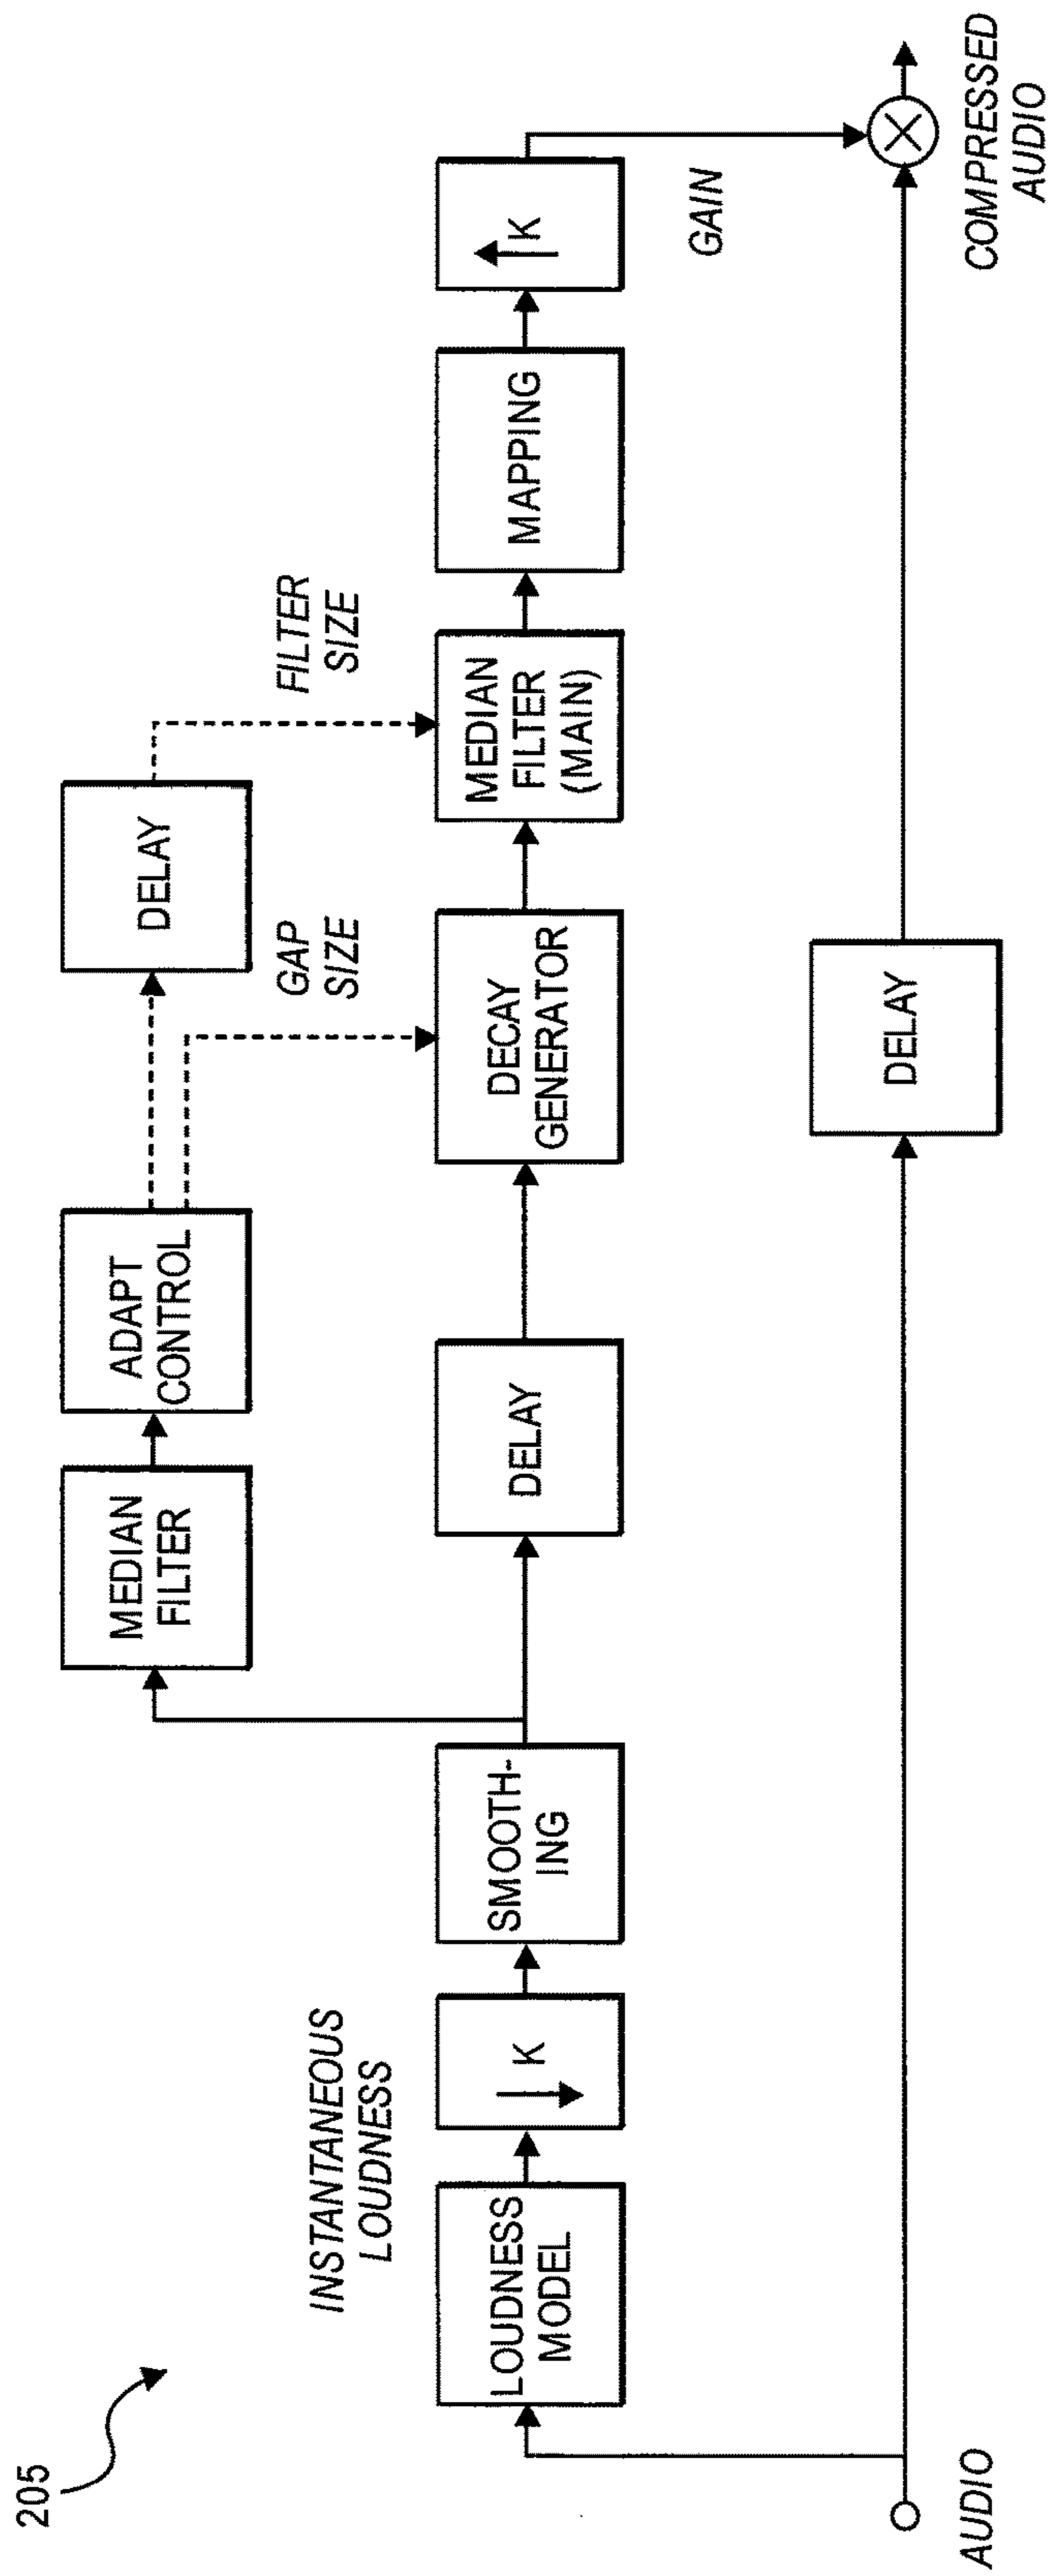 205
MEDIAN
FILTER
ADAPT
CONTROL
DELAY
GAP
SIZE
FILTER
SIZE
INSTANTANEOUS
LOUDNESS
LOUDNESS
MODEL
K
SMOOTH-
ING
DELAY
DECAY
GENERATOR
MEDIAN
FILTER
(MAIN)
MAPPING
K
GAIN
DELAY
AUDIO
COMPRESSED
AUDIO